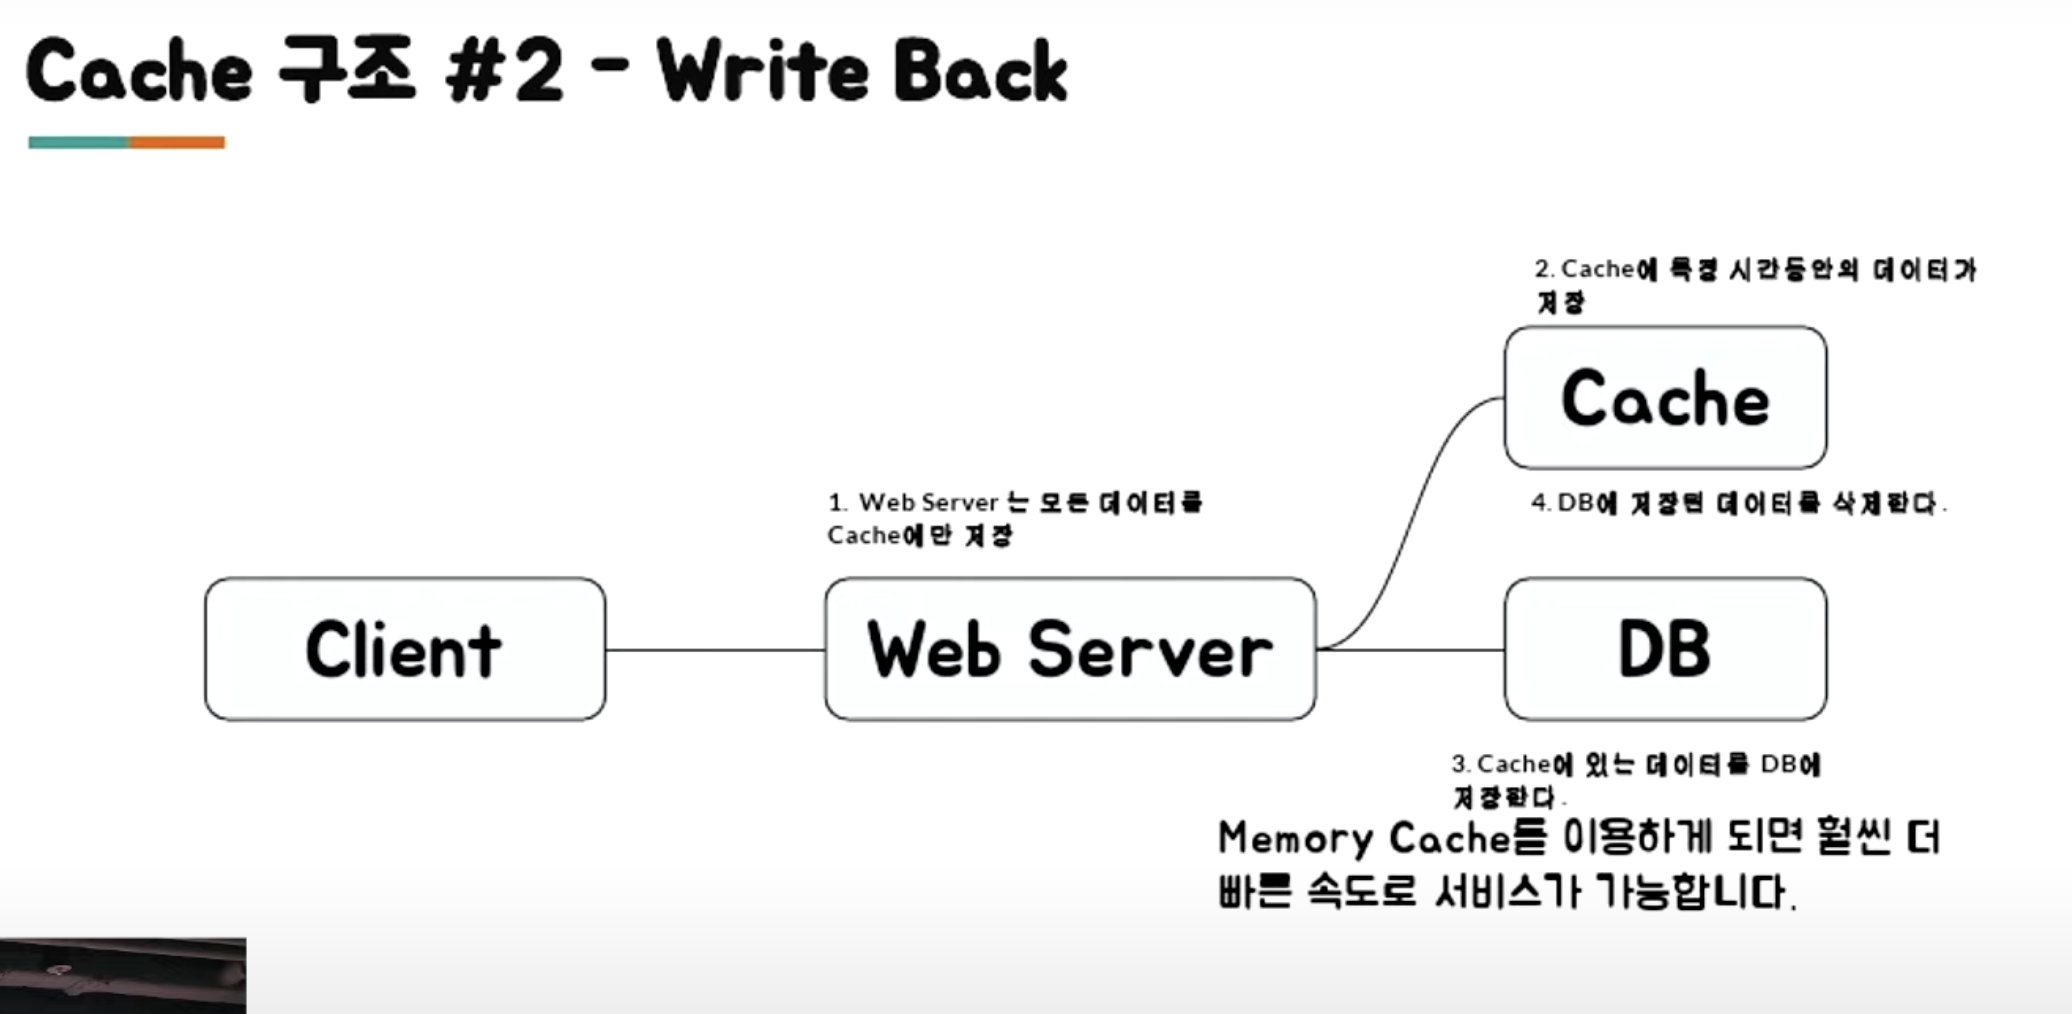 Cache 구조 #2 - Write Back
2. Cache에 특정 시간동안의 데이터가
저장
Cache
1. Web Server 는 모든 데이터를
Cache에만 저장
4. DB에 저장된 데이터를 삭제한다.
Client
Web Server
DB
3. Cache에 있는 데이터를 DB에
저장한다.
Memory Cache를 이용하게 되면 훨씬 더
빠른 속도로 서비스가 가능합니다.